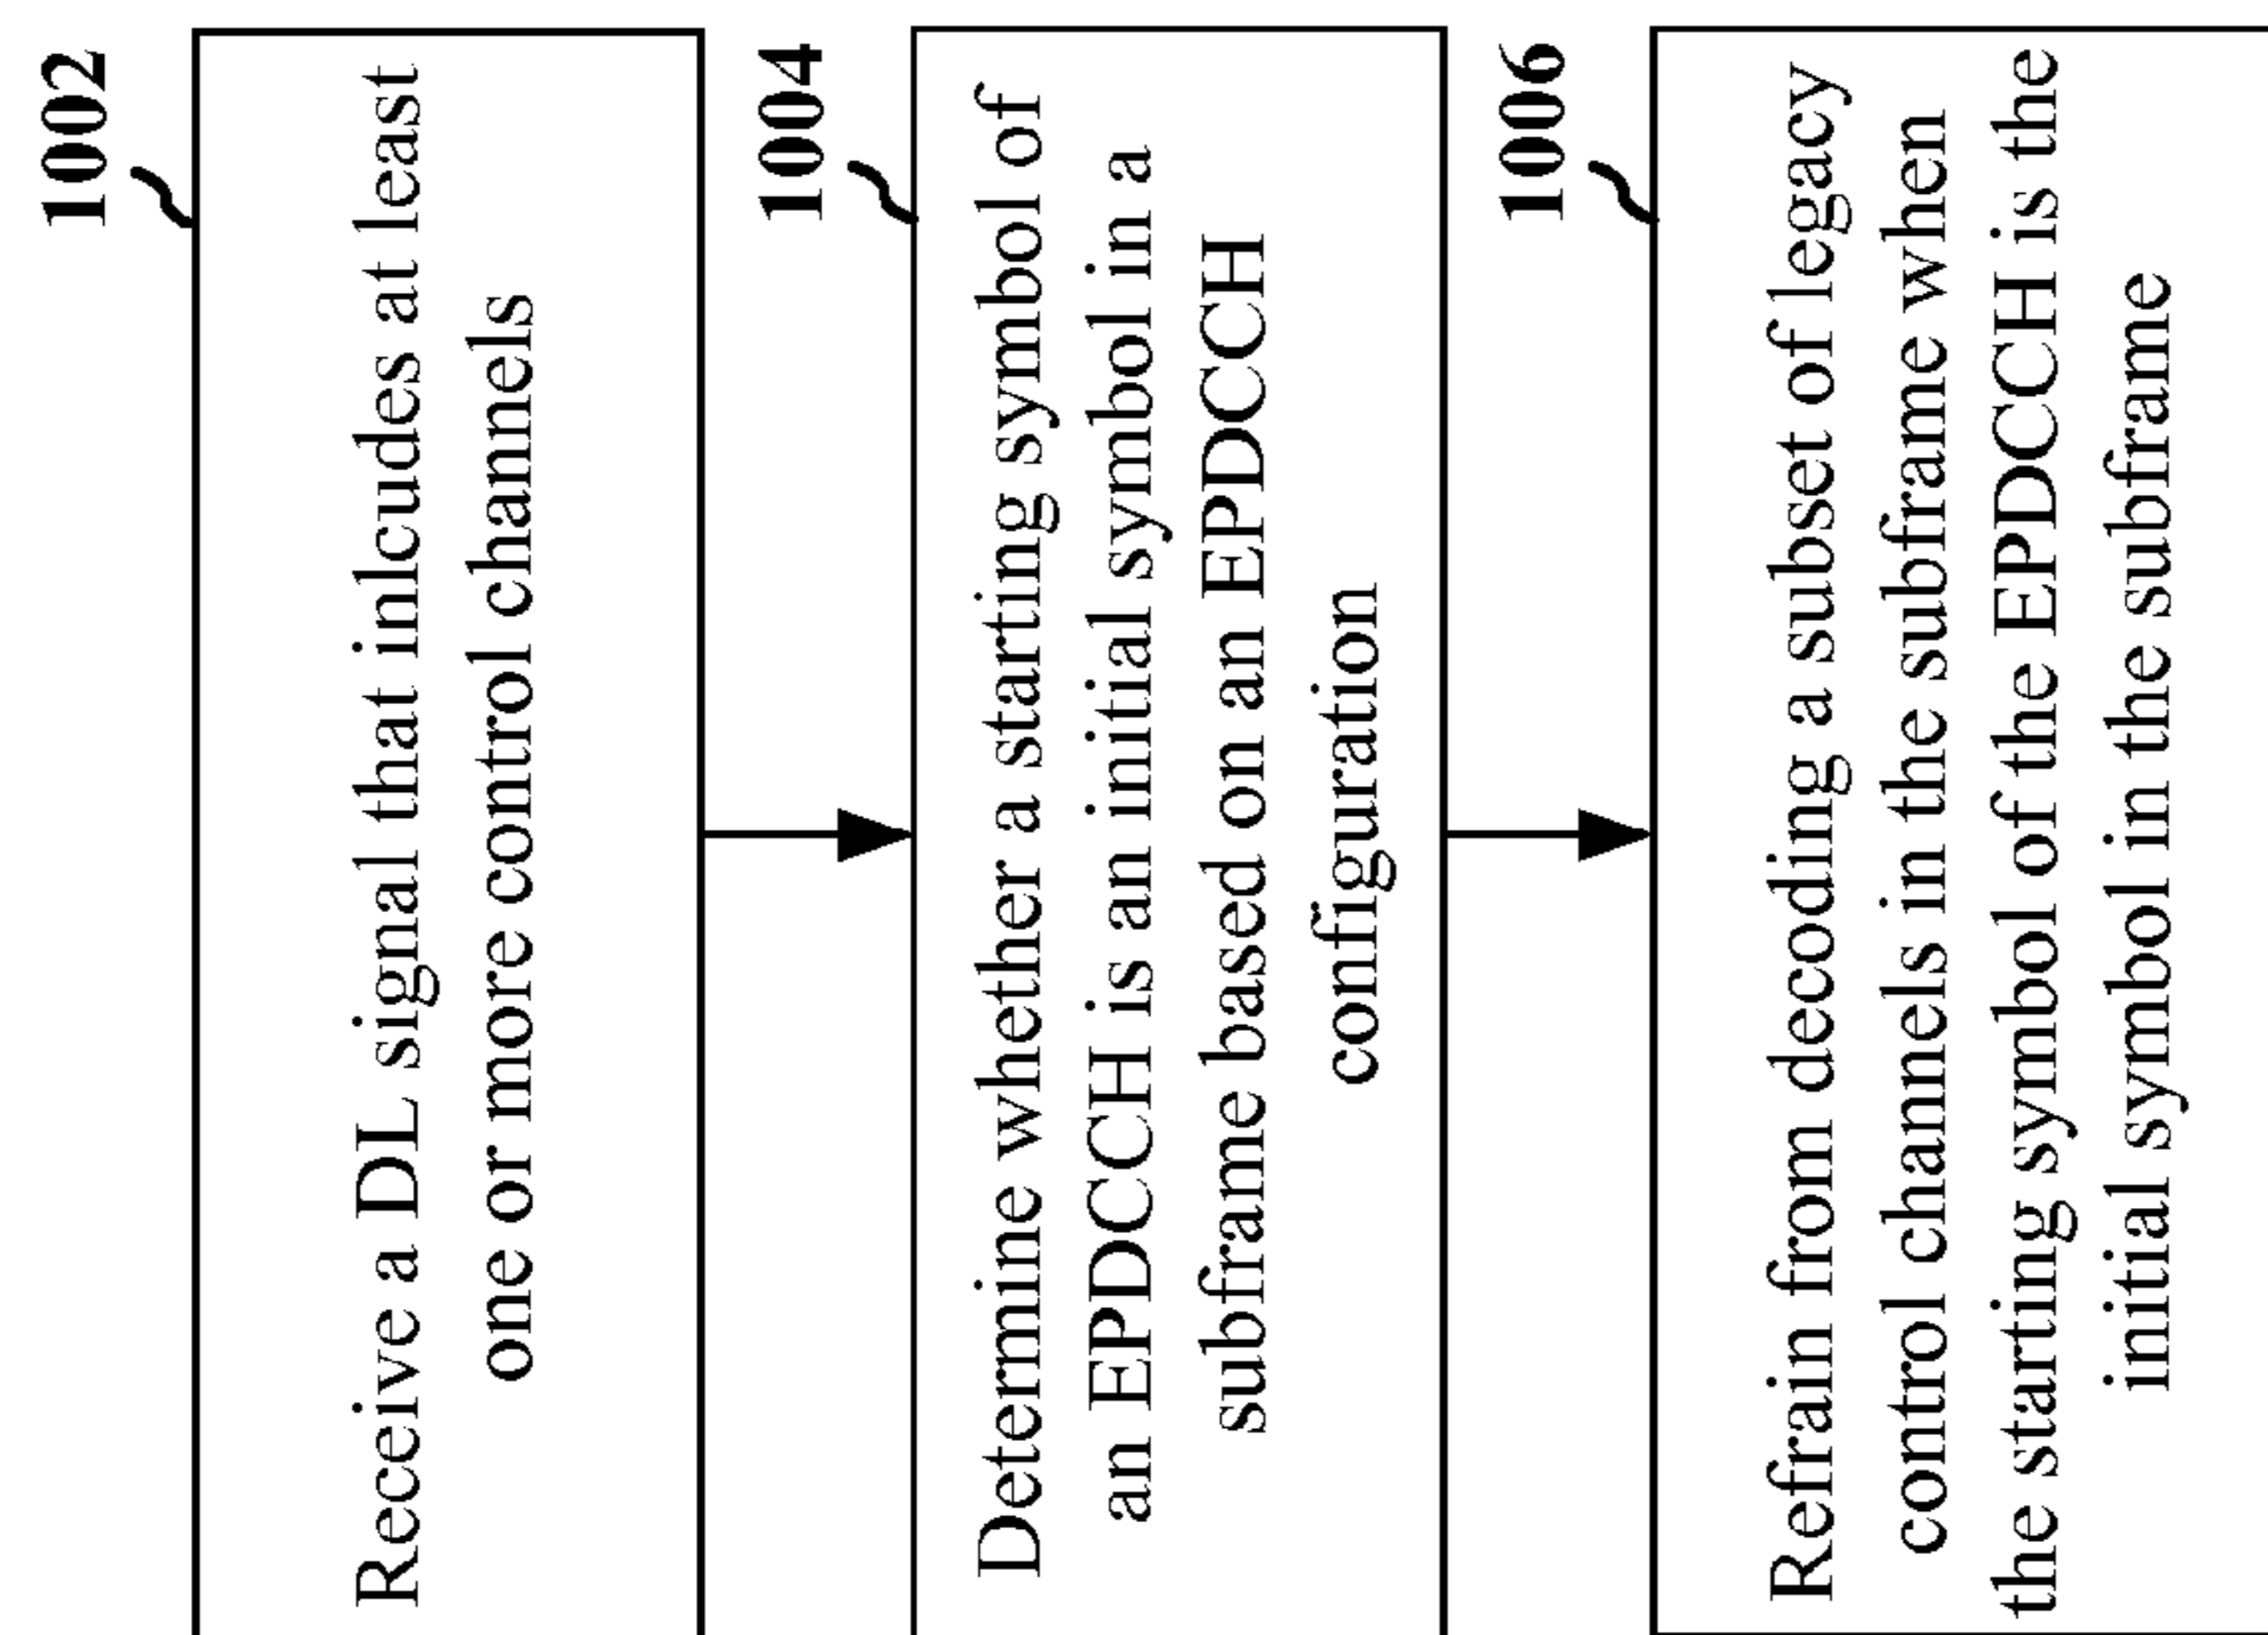 1002
Receive a DL signal that inlcudes at least
one or more control channels
1004
Determine whether a starting symbol of
an EPDCCH is an initial symbol in a
subframe based on an EPDCCH
configuration
1006
Refrain from decoding a subset of legacy
control channels in the subframe when
the starting symbol of the EPDCCH is the
initial symbol in the subframe